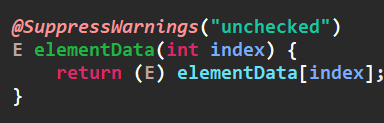 @SuppressWarnings("unchecked")
E elementData(int index) {
    return (E) elementData[index];
}